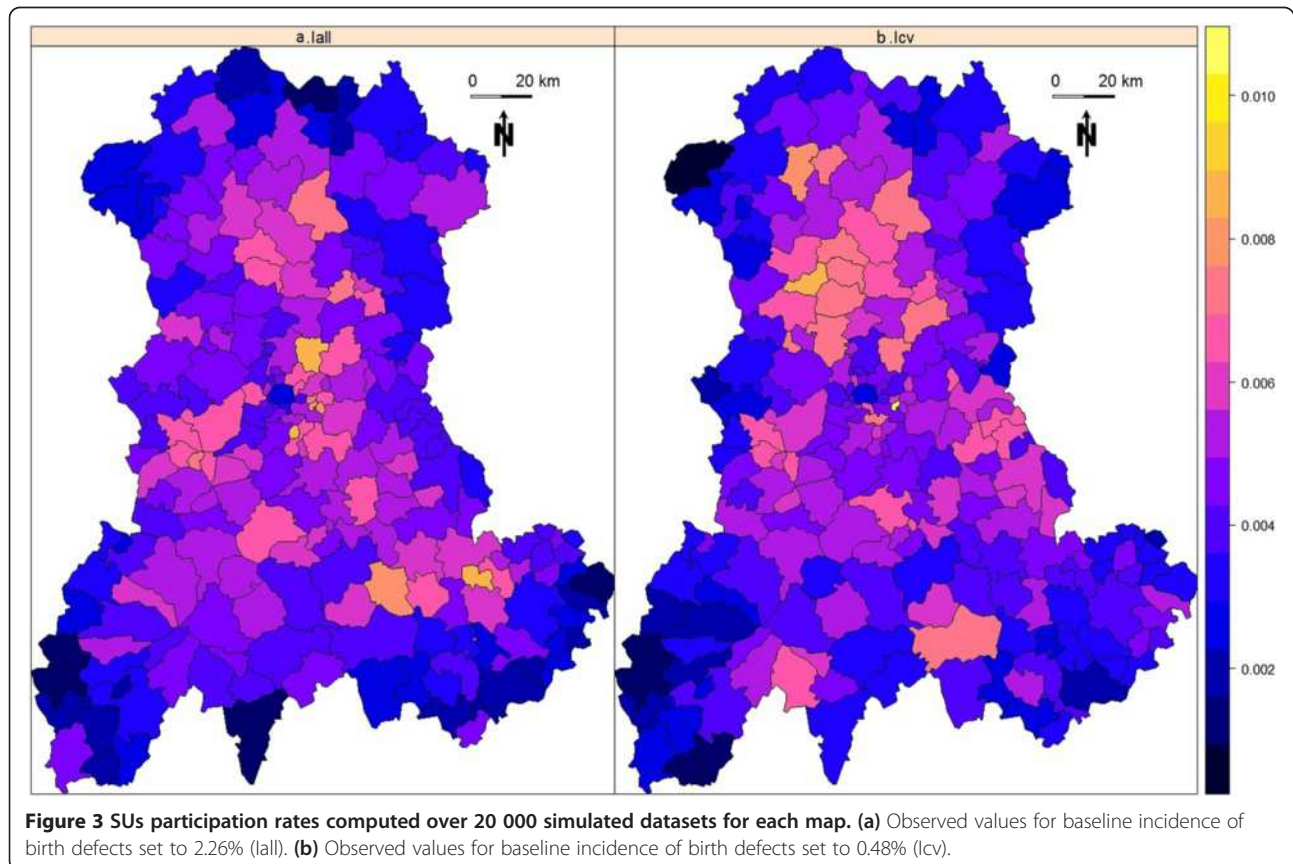 a.lall
b.lcv
0 20 km
N
0 20 km
N
0.010
0.008
0.006
0.004
0.002
Figure 3 SUs participation rates computed over 20 000 simulated datasets for each map. (a) Observed values for baseline incidence of
birth defects set to 2.26% (lall). (b) Observed values for baseline incidence of birth defects set to 0.48% (lcv).